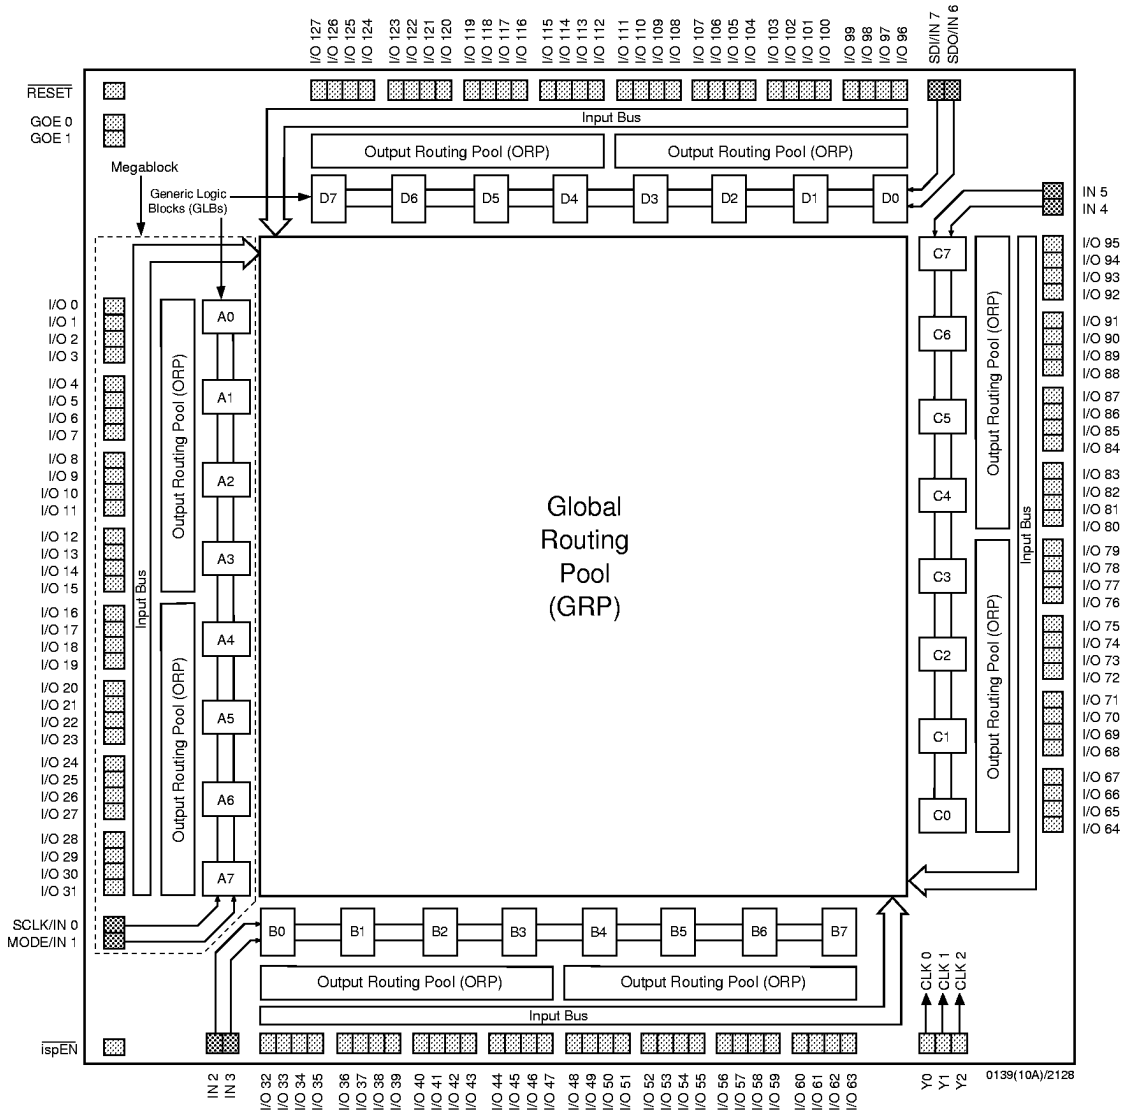 I/O 127
I/O 126
I/O 125
I/O 124
I/O 123
I/O 122
I/O 121
I/O 120
I/O 119
I/O 118
I/O 117
I/O 116
I/O 115
I/O 114
I/O 113
I/O 112
I/O 111
I/O 110
I/O 109
I/O 108
I/O 107
I/O 106
I/O 105
I/O 104
I/O 103
I/O 102
I/O 101
I/O 100
I/O 99
I/O 98
I/O 97
I/O 96
SDI/IN 7
SDO/IN 6
RESET
GOE 0
GOE 1
Input Bus
Output Routing Pool (ORP)
Output Routing Pool (ORP)
Megablock
Generic Logic
Blocks (GLBs)
D7
D6
D5
D4
D3
D2
D1
D0
IN 5
IN 4
I/O 0
I/O 1
I/O 2
I/O 3
I/O 4
I/O 5
I/O 6
I/O 7
I/O 8
I/O 9
I/O 10
I/O 11
I/O 12
I/O 13
I/O 14
I/O 15
I/O 16
I/O 17
I/O 18
I/O 19
I/O 20
I/O 21
I/O 22
I/O 23
I/O 24
I/O 25
I/O 26
I/O 27
I/O 28
I/O 29
I/O 30
I/O 31
SCLK/IN 0
MODE/IN 1
Input Bus
Output Routing Pool (ORP)
Output Routing Pool (ORP)
A0
A1
A2
A3
A4
A5
A6
A7
Global
Routing
Pool
(GRP)
C7
C6
C5
C4
C3
C2
C1
C0
Output Routing Pool (ORP)
Output Routing Pool (ORP)
Input Bus
I/O 95
I/O 94
I/O 93
I/O 92
I/O 91
I/O 90
I/O 89
I/O 88
I/O 87
I/O 86
I/O 85
I/O 84
I/O 83
I/O 82
I/O 81
I/O 80
I/O 79
I/O 78
I/O 77
I/O 76
I/O 75
I/O 74
I/O 73
I/O 72
I/O 71
I/O 70
I/O 69
I/O 68
I/O 67
I/O 66
I/O 65
I/O 64
B0
B1
B2
B3
B4
B5
B6
B7
Output Routing Pool (ORP)
Output Routing Pool (ORP)
Input Bus
CLK 0
CLK 1
CLK 2
ispEN
IN 2
IN 3
I/O 32
I/O 33
I/O 34
I/O 35
I/O 36
I/O 37
I/O 38
I/O 39
I/O 40
I/O 41
I/O 42
I/O 43
I/O 44
I/O 45
I/O 46
I/O 47
I/O 48
I/O 49
I/O 50
I/O 51
I/O 52
I/O 53
I/O 54
I/O 55
I/O 56
I/O 57
I/O 58
I/O 59
I/O 60
I/O 61
I/O 62
I/O 63
Y0
Y1
Y2
0139(10A)/2128